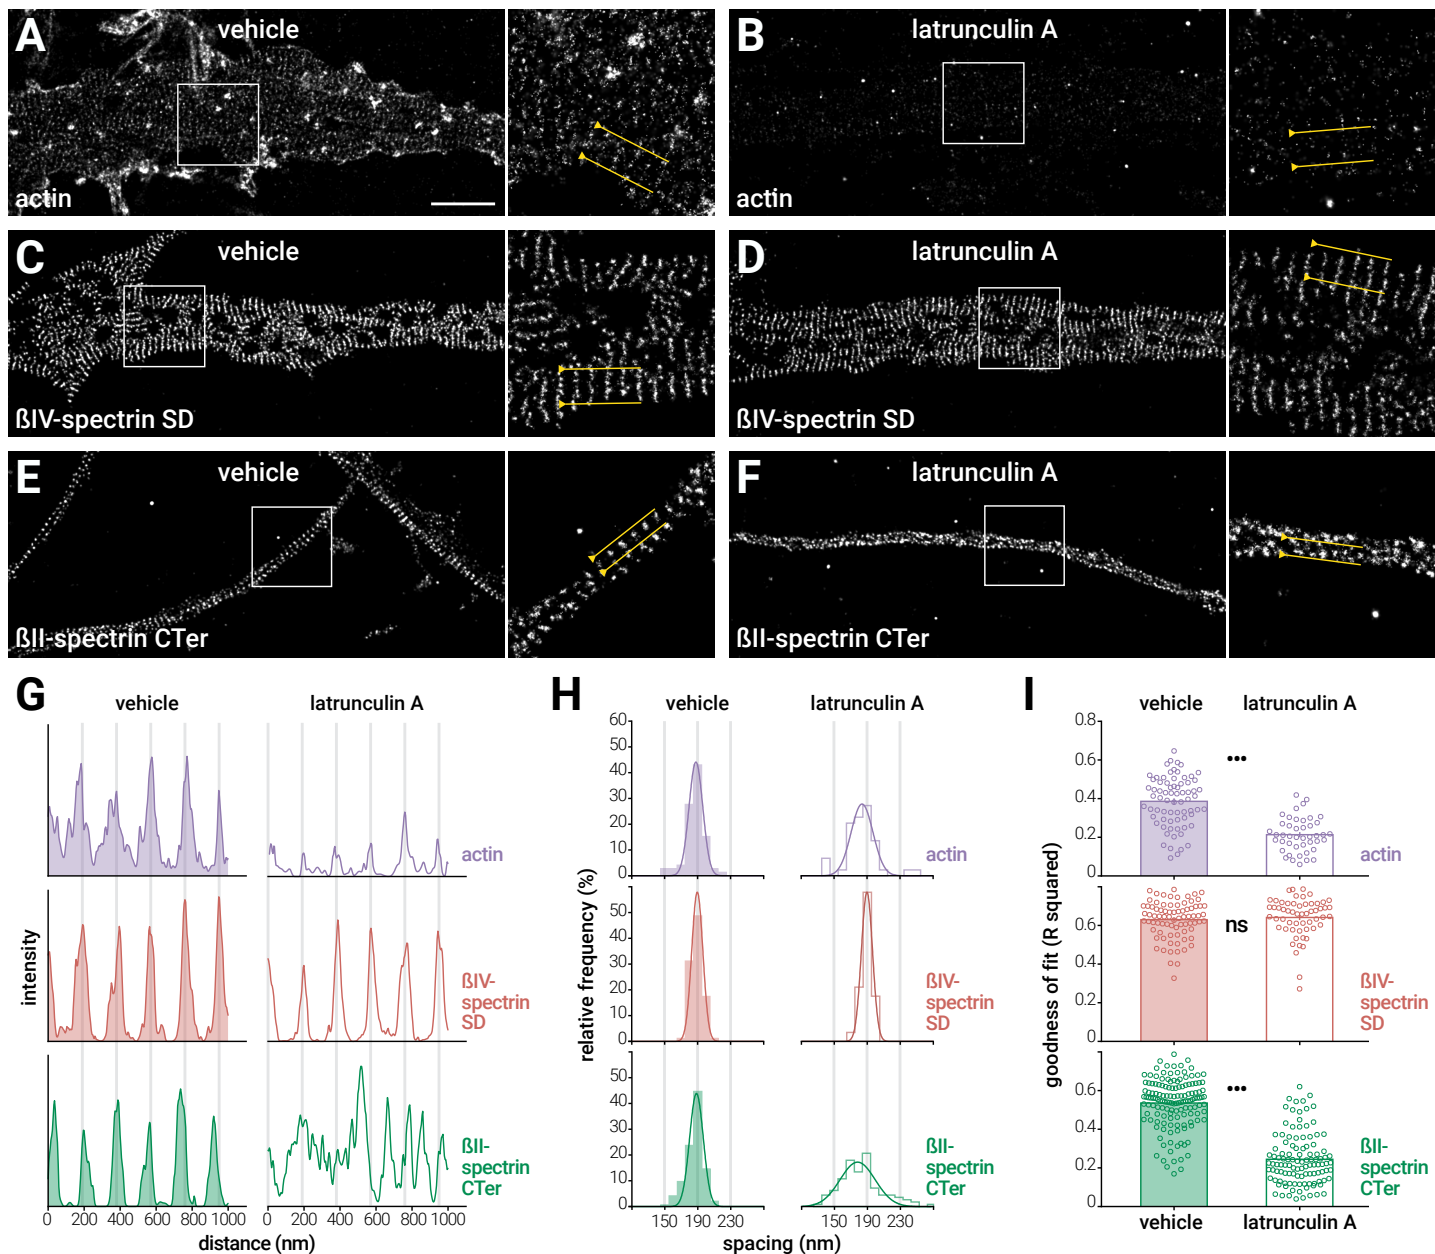 A vehicle
actin
B latrunculin A
actin
C vehicle
ßIV-spectrin SD
D latrunculin A
ßIV-spectrin SD
E vehicle
ßII-spectrin CTer
F latrunculin A
ßII-spectrin CTer
G
vehicle latrunculin A
intensity
actin
ßIV-
spectrin
SD
ßII-
spectrin
CTer
0 200 400 600 800 1000 0 200 400 600 800 1000
distance (nm)
H
vehicle latrunculin A
relative frequency (%)
60
50
40
30
20
10
0
50
40
30
20
10
0
50
40
30
20
10
0
actin
ßIV-
spectrin
SD
ßII-
spectrin
CTer
150 190 230 150 190 230
spacing (nm)
I
vehicle latrunculin A
goodness of fit (R squared)
0.8
0.6
0.4
0.2
0
•••
actin
0.6
0.4
0.2
0
ns
ßIV-
spectrin
SD
0.6
0.4
0.2
0
•••
ßII-
spectrin
CTer
vehicle latrunculin A